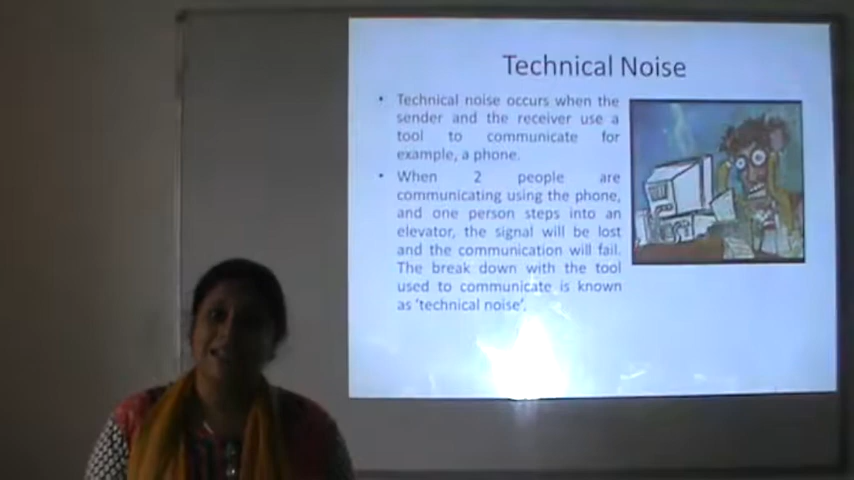 Technical Noise
• Technical noise occurs when the
sender and the receiver use a
tool to communicate for
example, a phone.
• When 2 people are
communicating using the phone,
and one person steps into an
elevator, the signal will be lost
and the communication will fail.
The break down with the tool
used to communicate is known
as 'technical noise'.